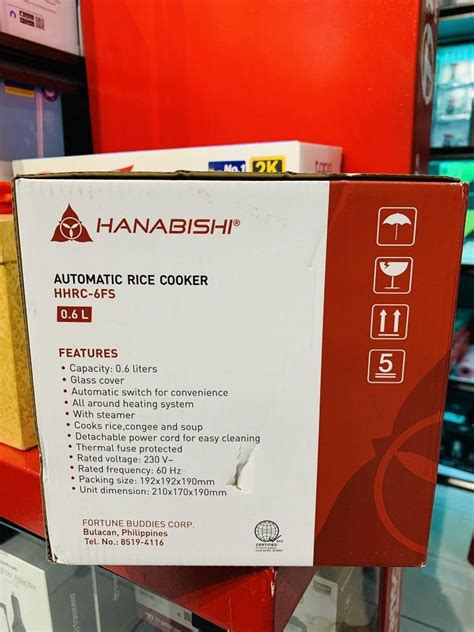 No.1 2K
HANABISHI®
AUTOMATIC RICE COOKER
HHRC-6FS
0.6 L
FEATURES
• Capacity: 0.6 liters
• Glass cover
• Automatic switch for convenience
• All around heating system
• With steamer
• Cooks rice,congee and soup
• Detachable power cord for easy cleaning
• Thermal fuse protected
• Rated voltage: 230 V~
• Rated frequency: 60 Hz
• Packing size: 192x192x190mm
• Unit dimension: 210x170x190mm
FORTUNE BUDDIES CORP.
Bulacan, Philippines
Tel. No.: 8519-4116
5
CERTIFIED